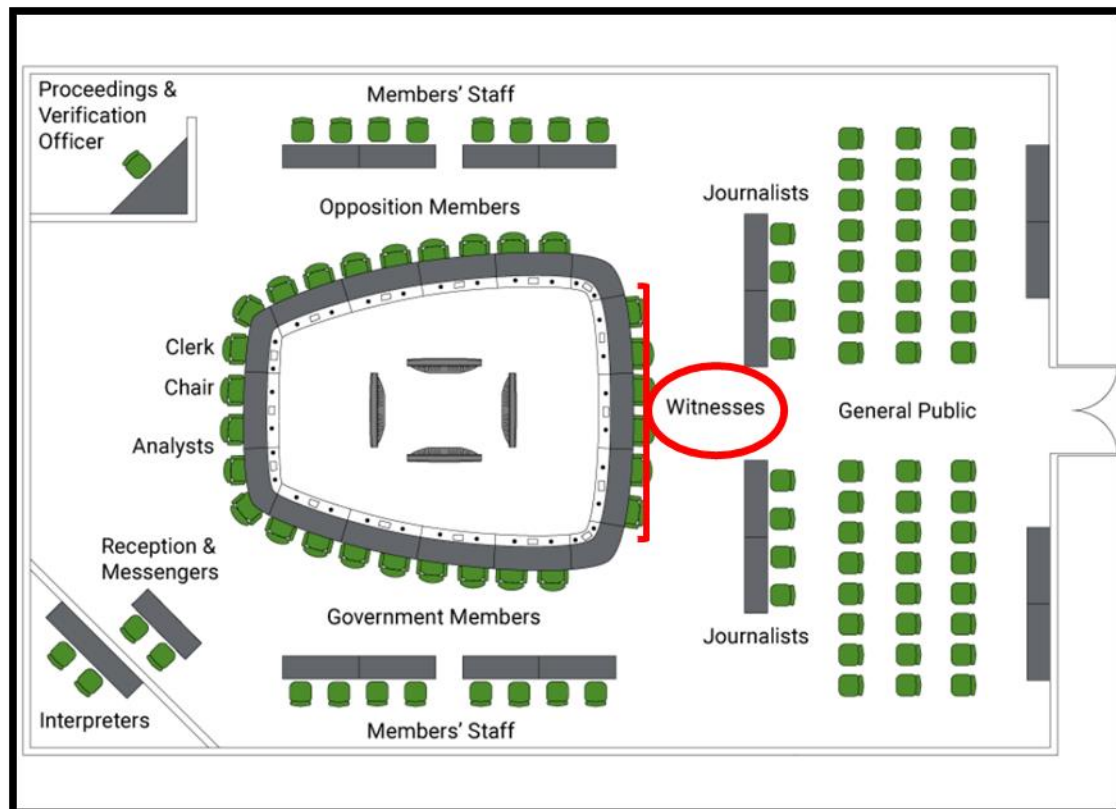 Proceedings &
Verification
Officer
Members' Staff
Opposition Members
Journalists
Clerk
Chair
Analysts
Witnesses
General Public
Reception &
Messengers
Government Members
Journalists
Interpreters
Members' Staff